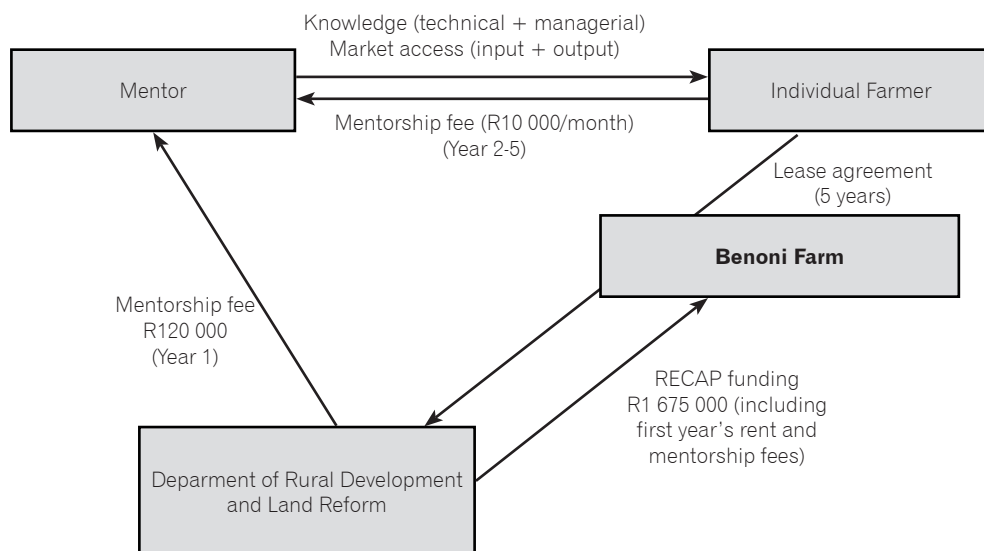 Knowledge (technical + managerial)
Market access (input + output)
Mentor
Individual Farmer
Mentorship fee (R10 000/month)
(Year 2-5)
Lease agreement
(5 years)
Benoni Farm
Mentorship fee
R120 000
(Year 1)
RECAP funding
R1 675 000 (including
first year’s rent and
mentorship fees)
Deparment of Rural Development
and Land Reform